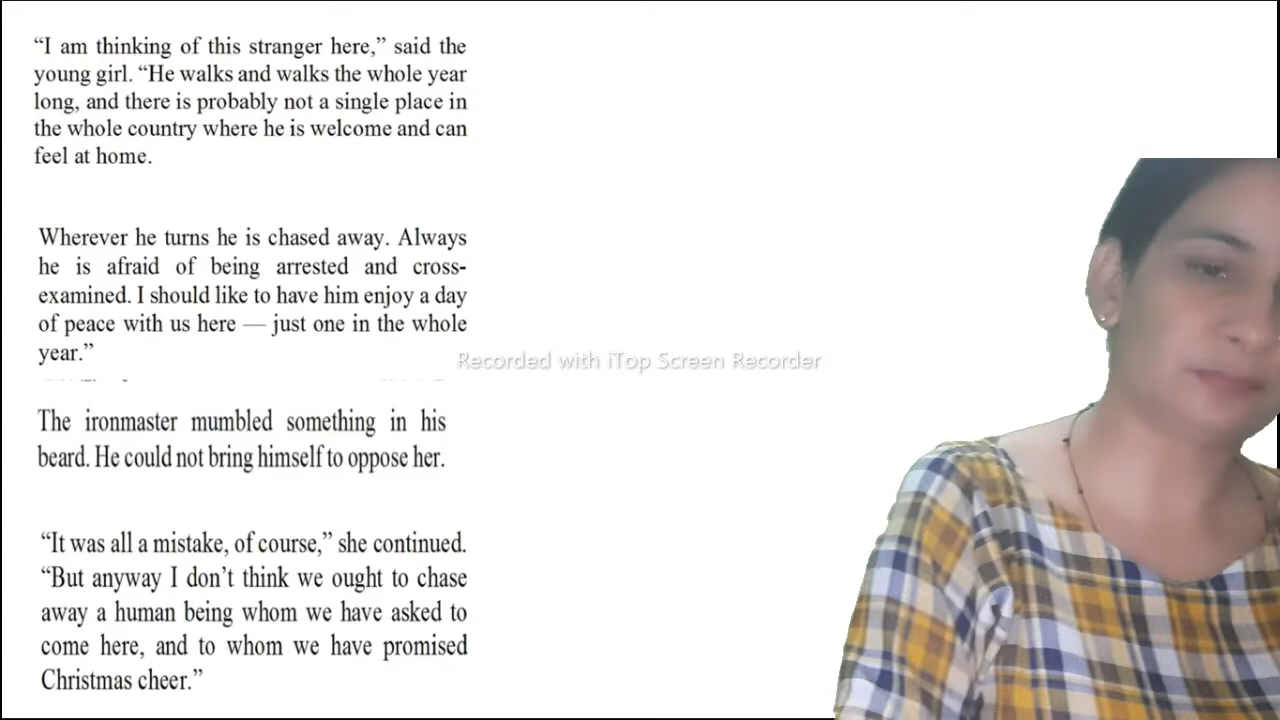 “I am thinking of this stranger here,” said the
young girl. “He walks and walks the whole year
long, and there is probably not a single place in
the whole country where he is welcome and can
feel at home.
Wherever he turns he is chased away. Always
he is afraid of being arrested and cross-
examined. I should like to have him enjoy a day
of peace with us here — just one in the whole
year.”
Recorded with iTop Screen Recorder
The ironmaster mumbled something in his
beard. He could not bring himself to oppose her.
“It was all a mistake, of course,” she continued.
“But anyway I don’t think we ought to chase
away a human being whom we have asked to
come here, and to whom we have promised
Christmas cheer.”